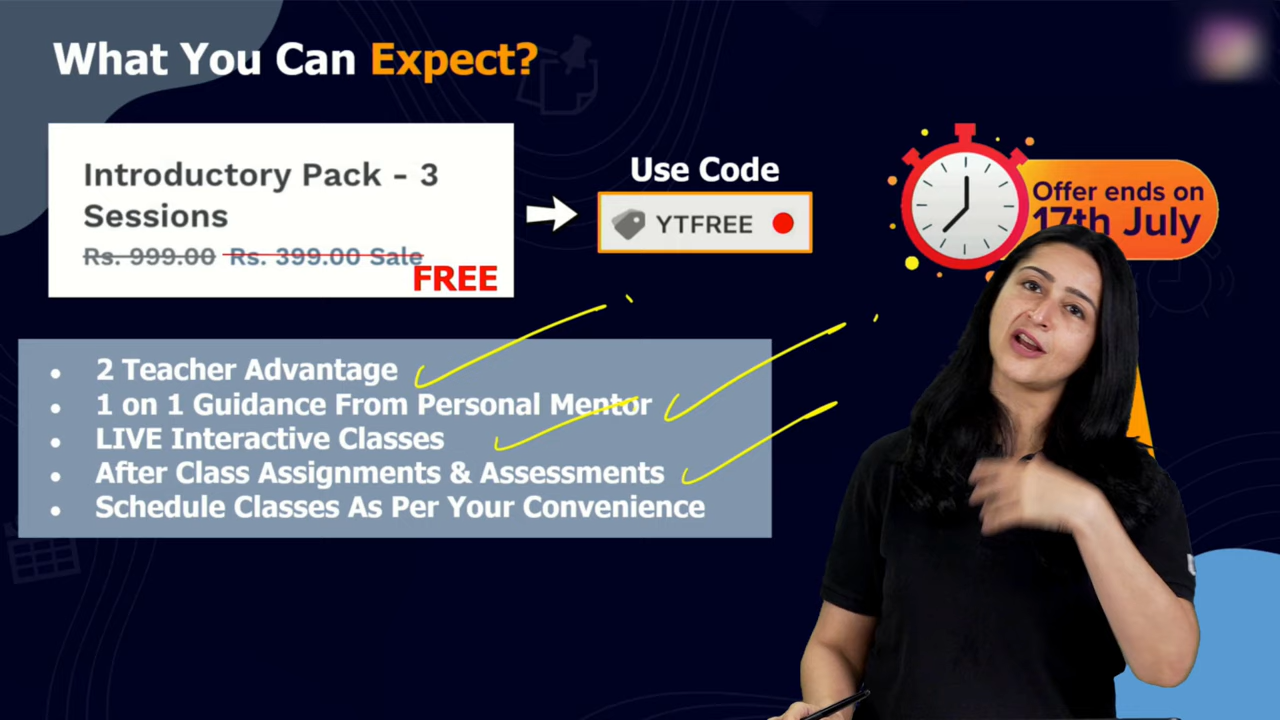 What You Can Expect?
Introductory Pack - 3
Sessions
Rs. 999.00 Rs. 399.00 Sale
FREE
Use Code
YTFREE
Offer ends on
17th July
• 2 Teacher Advantage
• 1 on 1 Guidance From Personal Mentor
• LIVE Interactive Classes
• After Class Assignments & Assessments
• Schedule Classes As Per Your Convenience